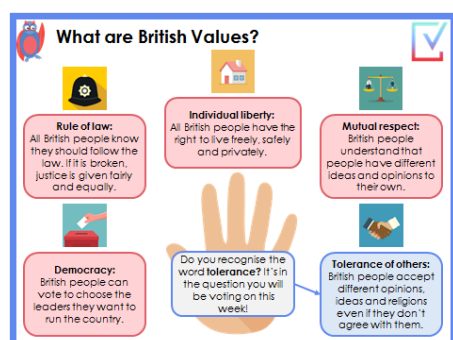 What are British Values?
Rule of law:
All British people know
they should follow the
law. If it is broken,
justice is given fairly
and equally.
Individual liberty:
All British people have the
right to live freely, safely
and privately.
Mutual respect:
British people
understand that
people have different
ideas and opinions to
their own.
Democracy:
British people can
vote to choose the
leaders they want to
run the country.
Do you recognise the
word tolerance? It's in
the question you will
be voting on this
week!
Tolerance of others:
British people accept
different opinions,
ideas and religions
even if they don't
agree with them.